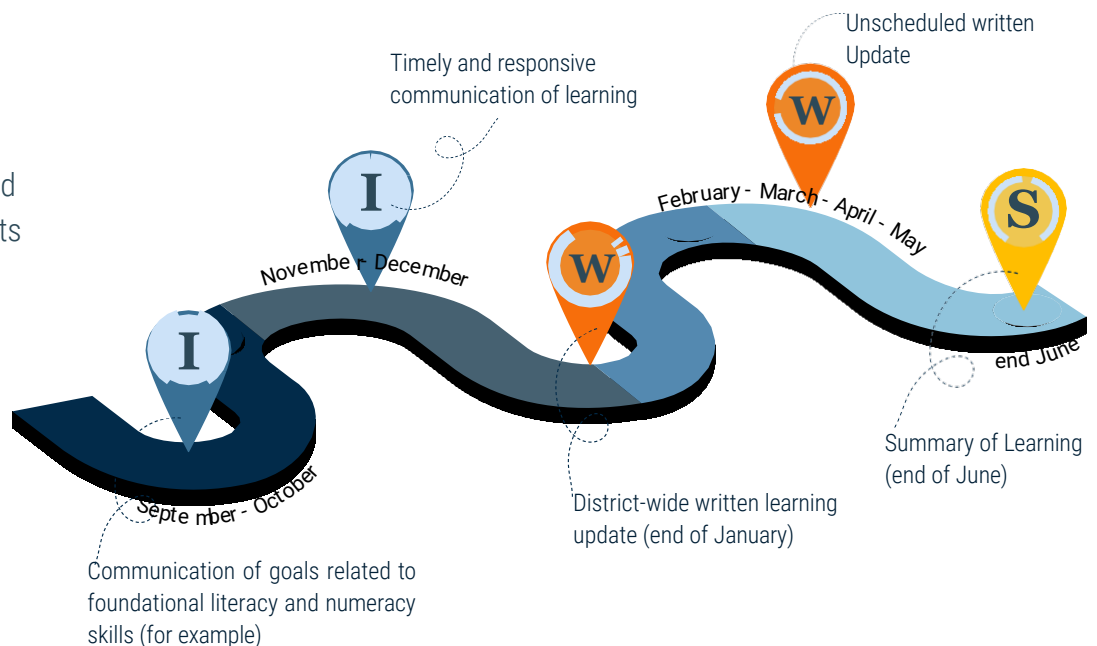 Unscheduled written
Update
Timely and responsive
communication of learning
W
d
ts
I
February - March - April - May
S
November - December
W
I
end June
Summary of Learning
(end of June)
September - October
District-wide written learning
update (end of January)
Communication of goals related to
foundational literacy and numeracy
skills (for example)